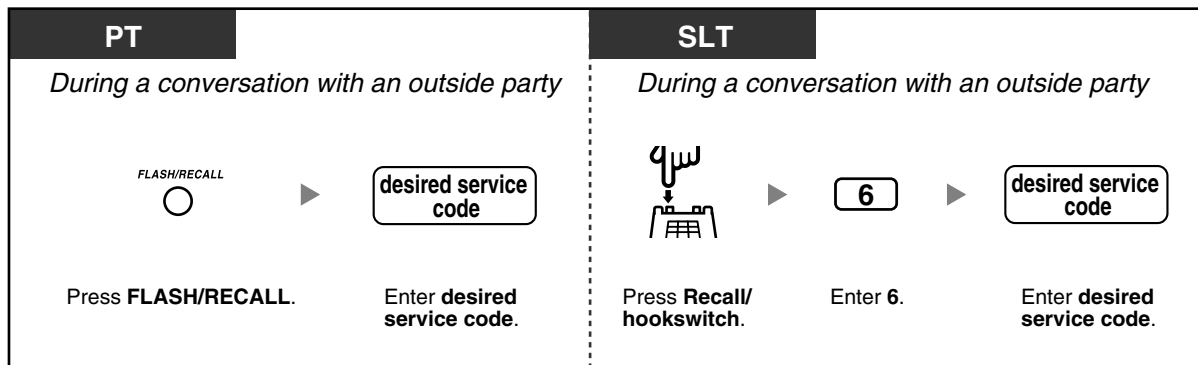 PT
During a conversation with an outside party
FLASH/RECALL
desired service
code
Press FLASH/RECALL.
Enter desired
service code.
SLT
During a conversation with an outside party
6
desired service
code
Press Recall/
hookswitch.
Enter 6.
Enter desired
service code.